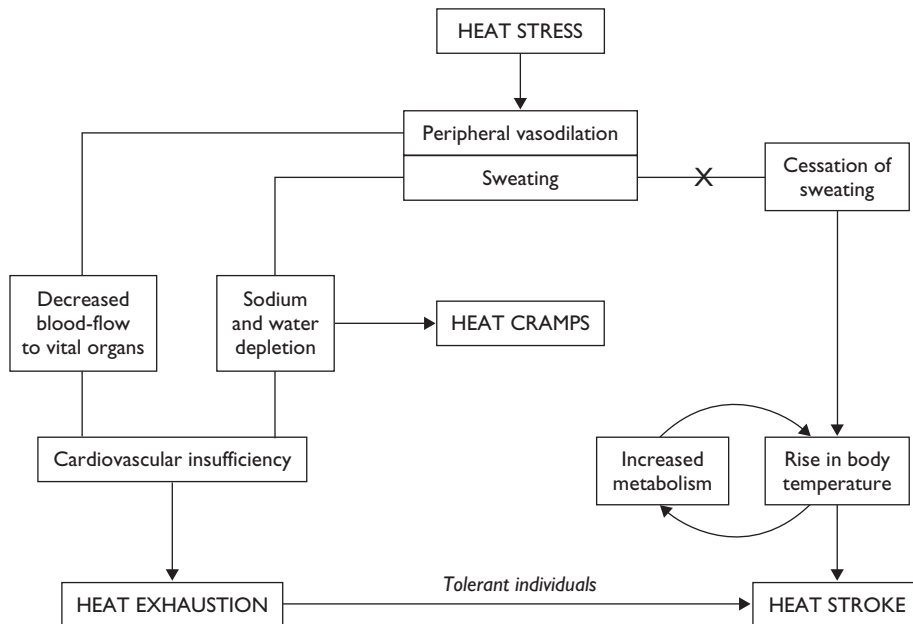 HEAT STRESS
Peripheral vasodilation
Sweating
X
Cessation of
sweating
Decreased
blood-flow
to vital organs
Sodium
and water
depletion
HEAT CRAMPS
Cardiovascular insufficiency
Increased
metabolism
Rise in body
temperature
HEAT EXHAUSTION
Tolerant individuals
HEAT STROKE